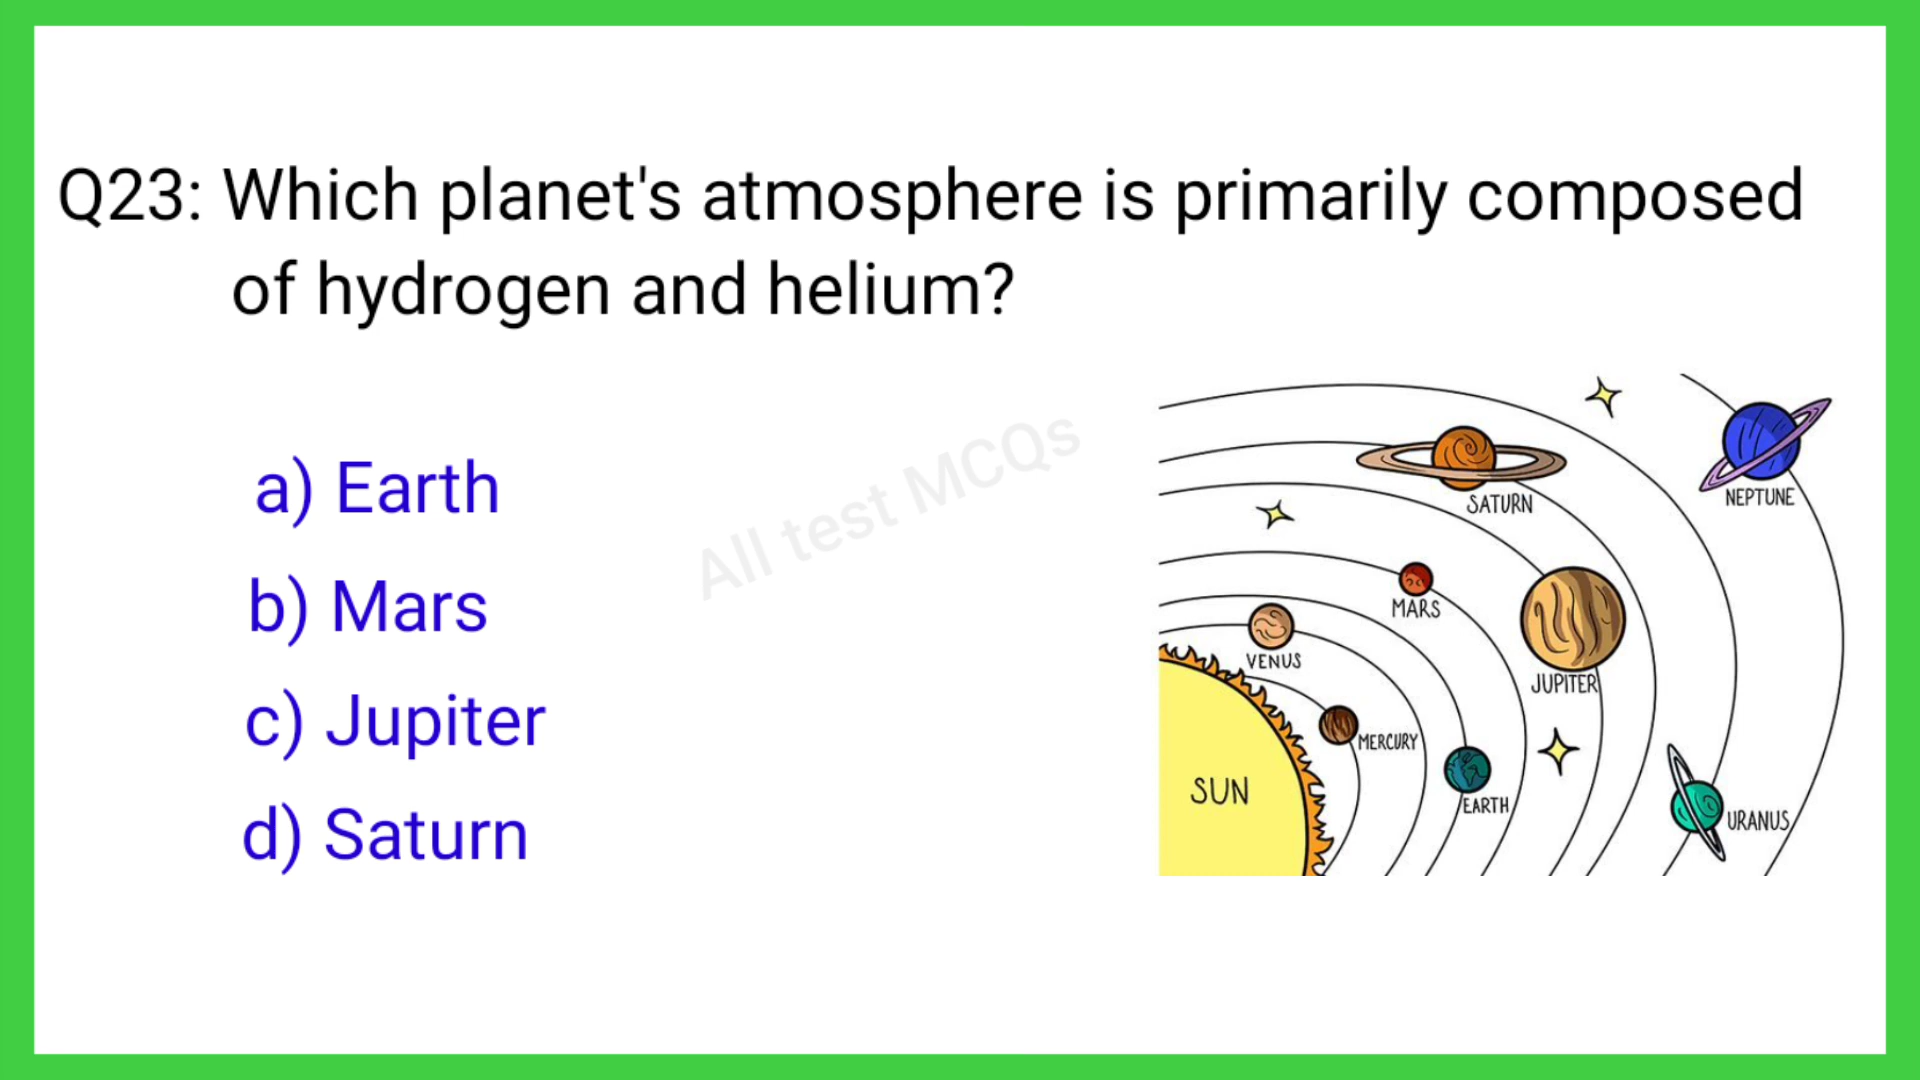 Q23: Which planet's atmosphere is primarily composed
of hydrogen and helium?
a) Earth
b) Mars
c) Jupiter
d) Saturn
All test MCQs
NEPTUNE
SATURN
MARS
VENUS
JUPITER
MERCURY
SUN
EARTH
URANUS